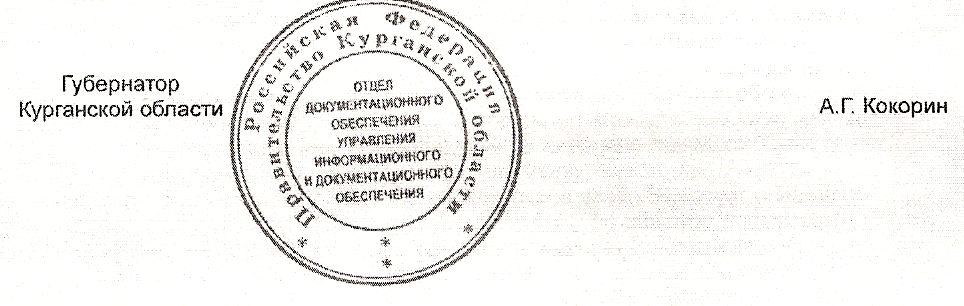 Губернатор
Курганской области
Российская Федерация
Правительство Курганской области
ОТДЕЛ
ДОКУМЕНТАЦИОННОГО
ОБЕСПЕЧЕНИЯ
УПРАВЛЕНИЯ
ИНФОРМАЦИОННОГО
И ДОКУМЕНТАЦИОННОГО
ОБЕСПЕЧЕНИЯ
* * * *
А.Г. Кокорин